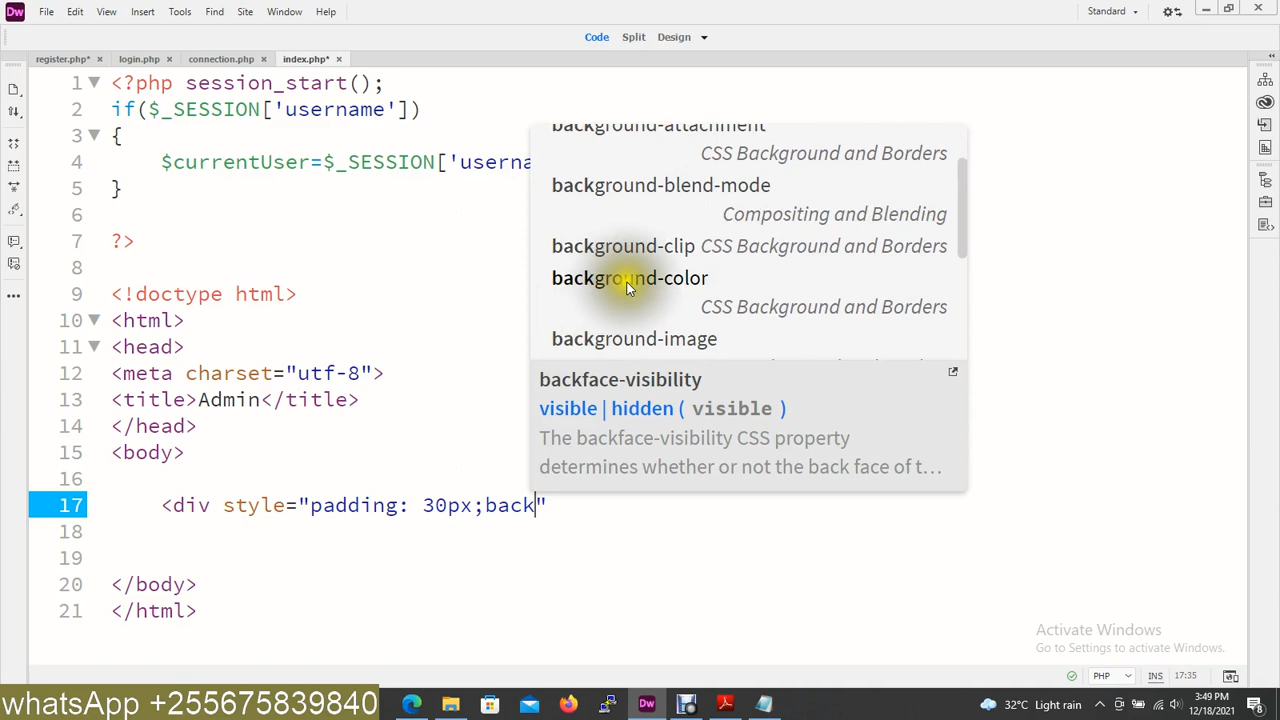 Dw File Edit View Insert Tools Find Site Window Help Standard
Code Split Design
register.php* × login.php × connection.php × index.php* ×
1 <?php session_start();
2 if($_SESSION['username'])
3 {
4 $currentUser=$_SESSION['userna
5 }
6
7 ?>
8
9 <!doctype html>
10 <html>
11 <head>
12 <meta charset="utf-8">
13 <title>Admin</title>
14 </head>
15 <body>
16
17 <div style="padding: 30px;back"
18
19
20 </body>
21 </html>
background-attachment
CSS Background and Borders
background-blend-mode
Compositing and Blending
background-clip CSS Background and Borders
background-color
CSS Background and Borders
background-image
backface-visibility
visible | hidden ( visible )
The backface-visibility CSS property
determines whether or not the back face of t...
Activate Windows
Go to Settings to activate Windows.
PHP INS 17:35
whatsApp +255675839840
Dw
32°C Light rain
3:49 PM
12/18/2021
8